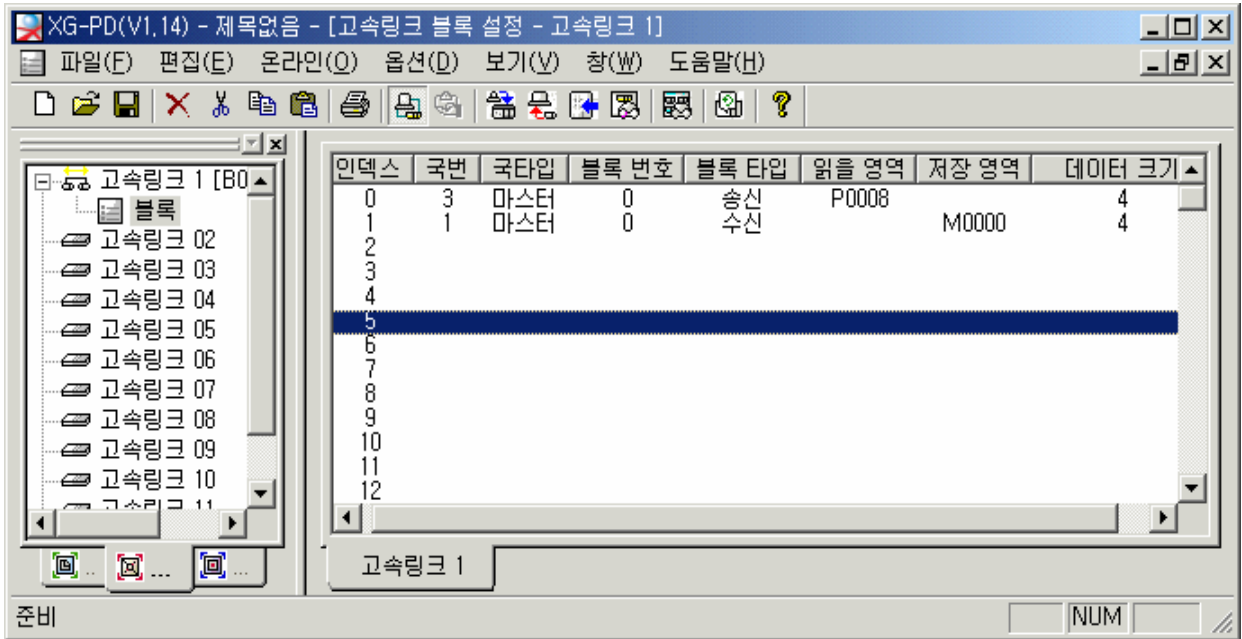 XG-PD(V1,14) - 제목없음 - [고속링크 블록 설정 - 고속링크 1]
파일(F) 편집(E) 온라인(O) 옵션(D) 보기(V) 창(W) 도움말(H)
고속링크 1 [B0
블록
고속링크 02
고속링크 03
고속링크 04
고속링크 05
고속링크 06
고속링크 07
고속링크 08
고속링크 09
고속링크 10
고속링크 11
인덱스 국번 국타입 블록 번호 블록 타입 읽을 영역 저장 영역 데이터 크기
0 3 마스터 0 송신 P0008 4
1 1 마스터 0 수신 M0000 4
2
3
4
5
6
7
8
9
10
11
12
.. ... ...
고속링크 1
준비 NUM